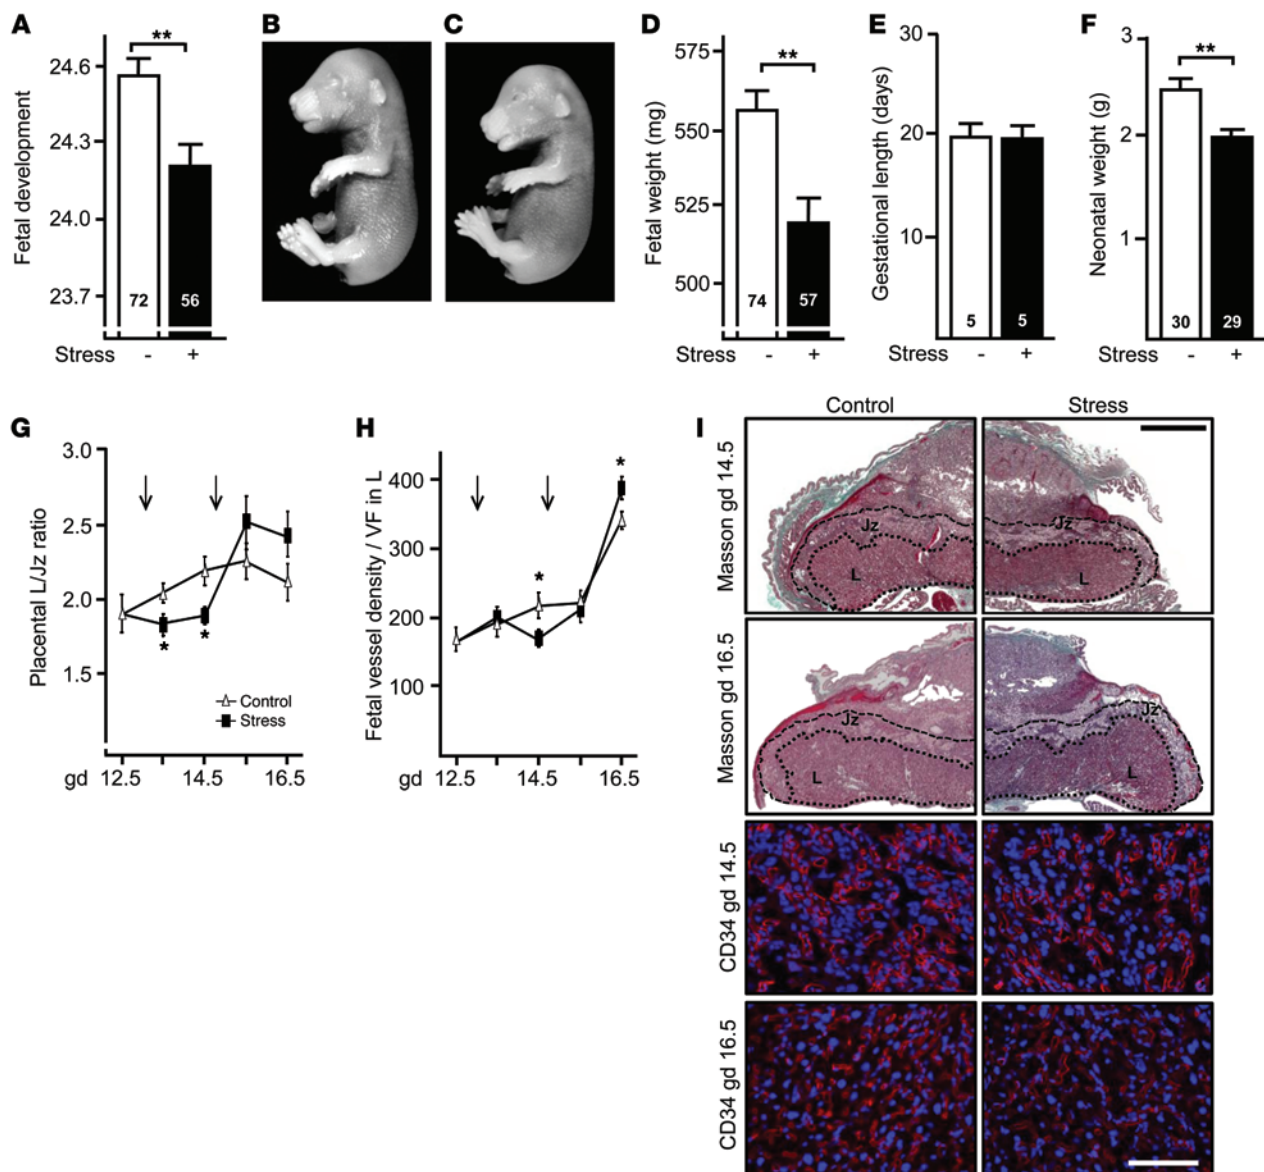 A
Fetal development
24.6
24.3
24.0
23.7
**
72
56
Stress - +
B
C
D
Fetal weight (mg)
575
550
525
500
**
74
57
Stress - +
E
Gestational length (days)
30
20
10
5
5
Stress - +
F
Neonatal weight (g)
3
2
1
**
30
29
Stress - +
G
Placental L/Jz ratio
3.0
2.5
2.0
1.5
*
*
Control
Stress
gd 12.5 14.5 16.5
H
Fetal vessel density / VF in L
400
300
200
100
*
*
gd 12.5 14.5 16.5
I
Control
Stress
Masson gd 14.5
Jz
L
Jz
L
Masson gd 16.5
Jz
L
Jz
L
CD34 gd 14.5
CD34 gd 16.5